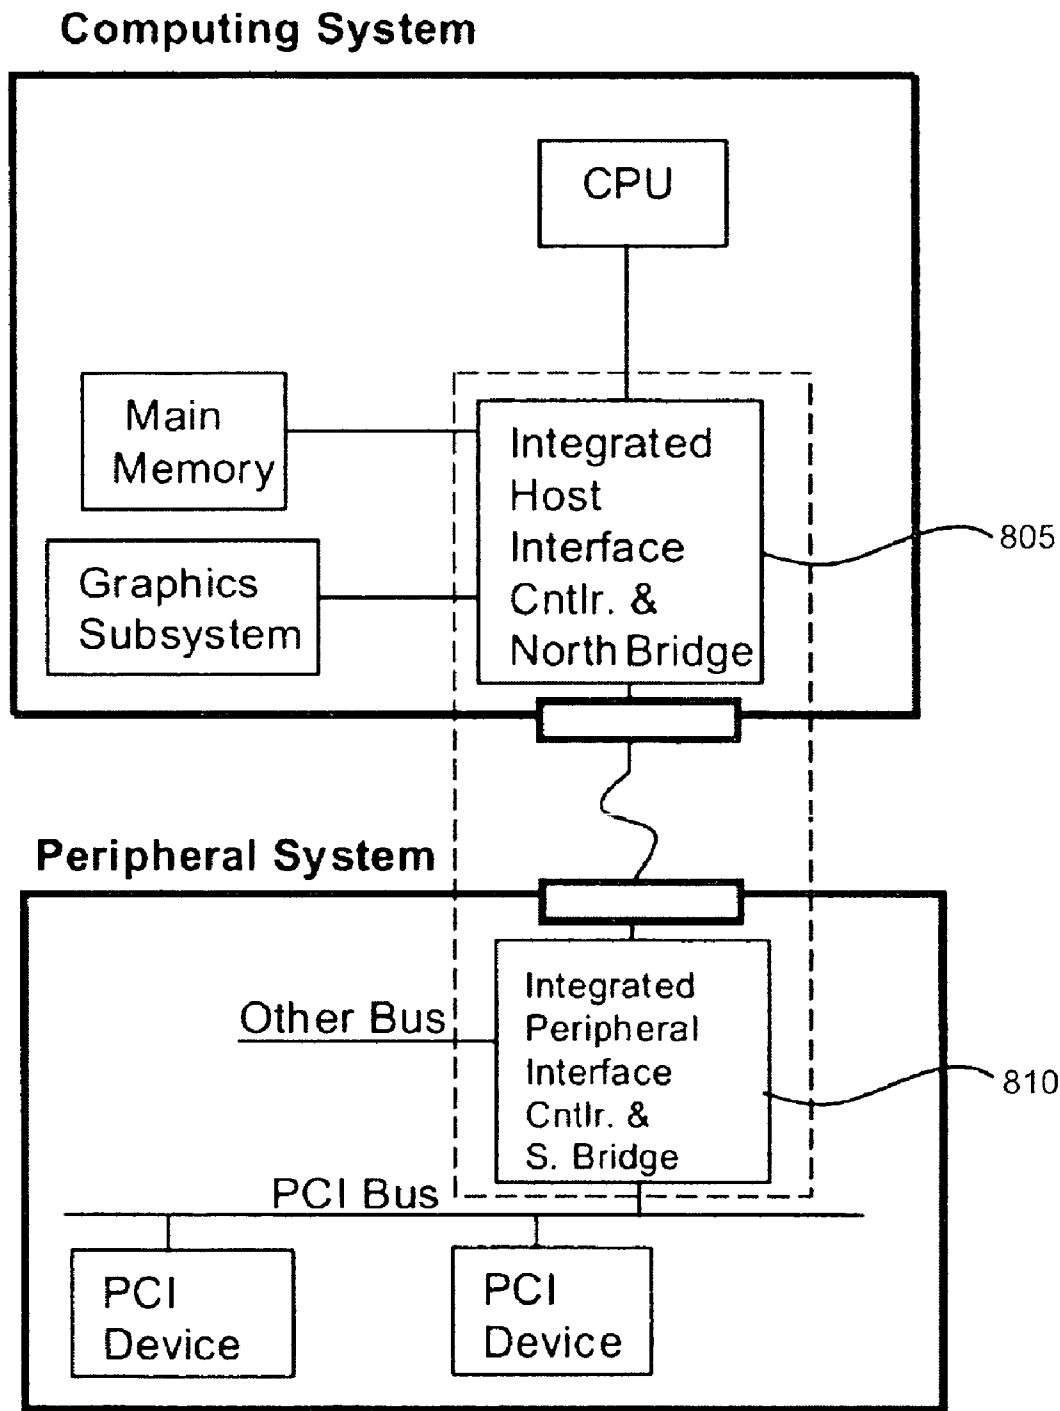 Computing System
CPU
Main
Memory
Integrated
Host
Interface
Cntlr. &
North Bridge
805
Graphics
Subsystem
Peripheral System
Other Bus
Integrated
Peripheral
Interface
Cntlr. &
S. Bridge
810
PCI Bus
PCI
Device
PCI
Device